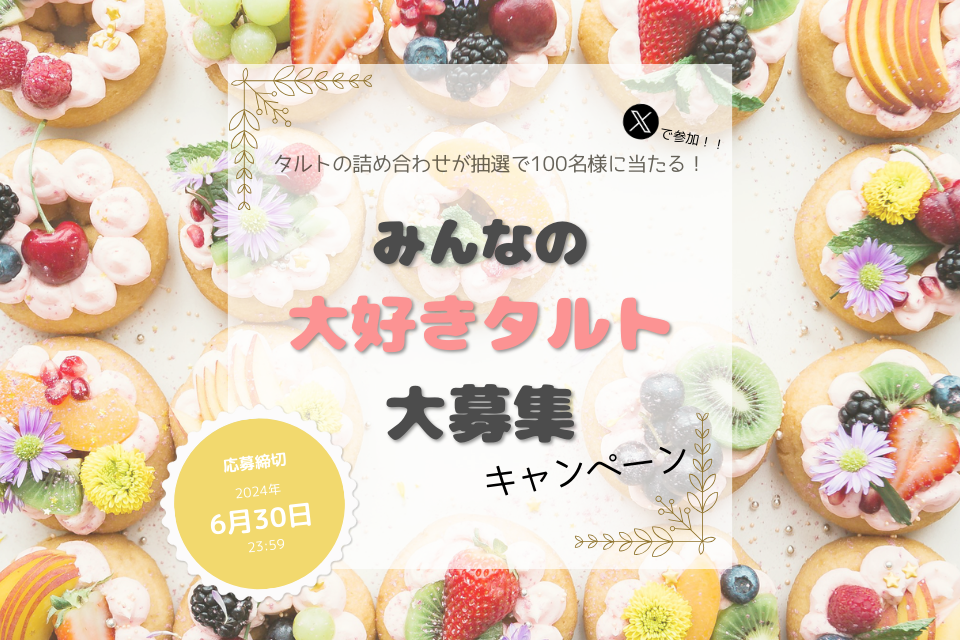 Xで参加！！
タルトの詰め合わせが抽選で100名様に当たる！
みんなの
大好きタルト
大募集
キャンペーン
応募締切
2024年
6月30日
23:59